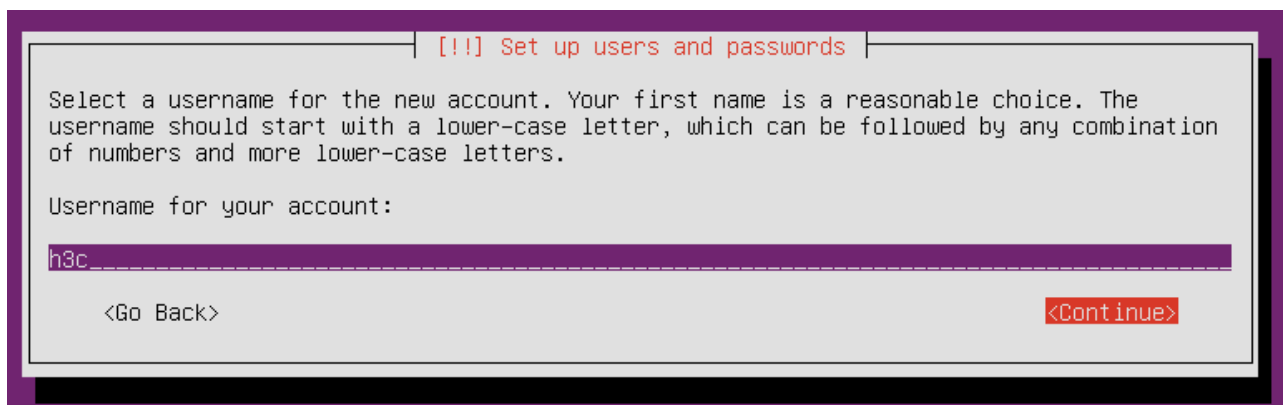 [!!] Set up users and passwords
Select a username for the new account. Your first name is a reasonable choice. The
username should start with a lower-case letter, which can be followed by any combination
of numbers and more lower-case letters.
Username for your account:
h3c
<Go Back> <Continue>